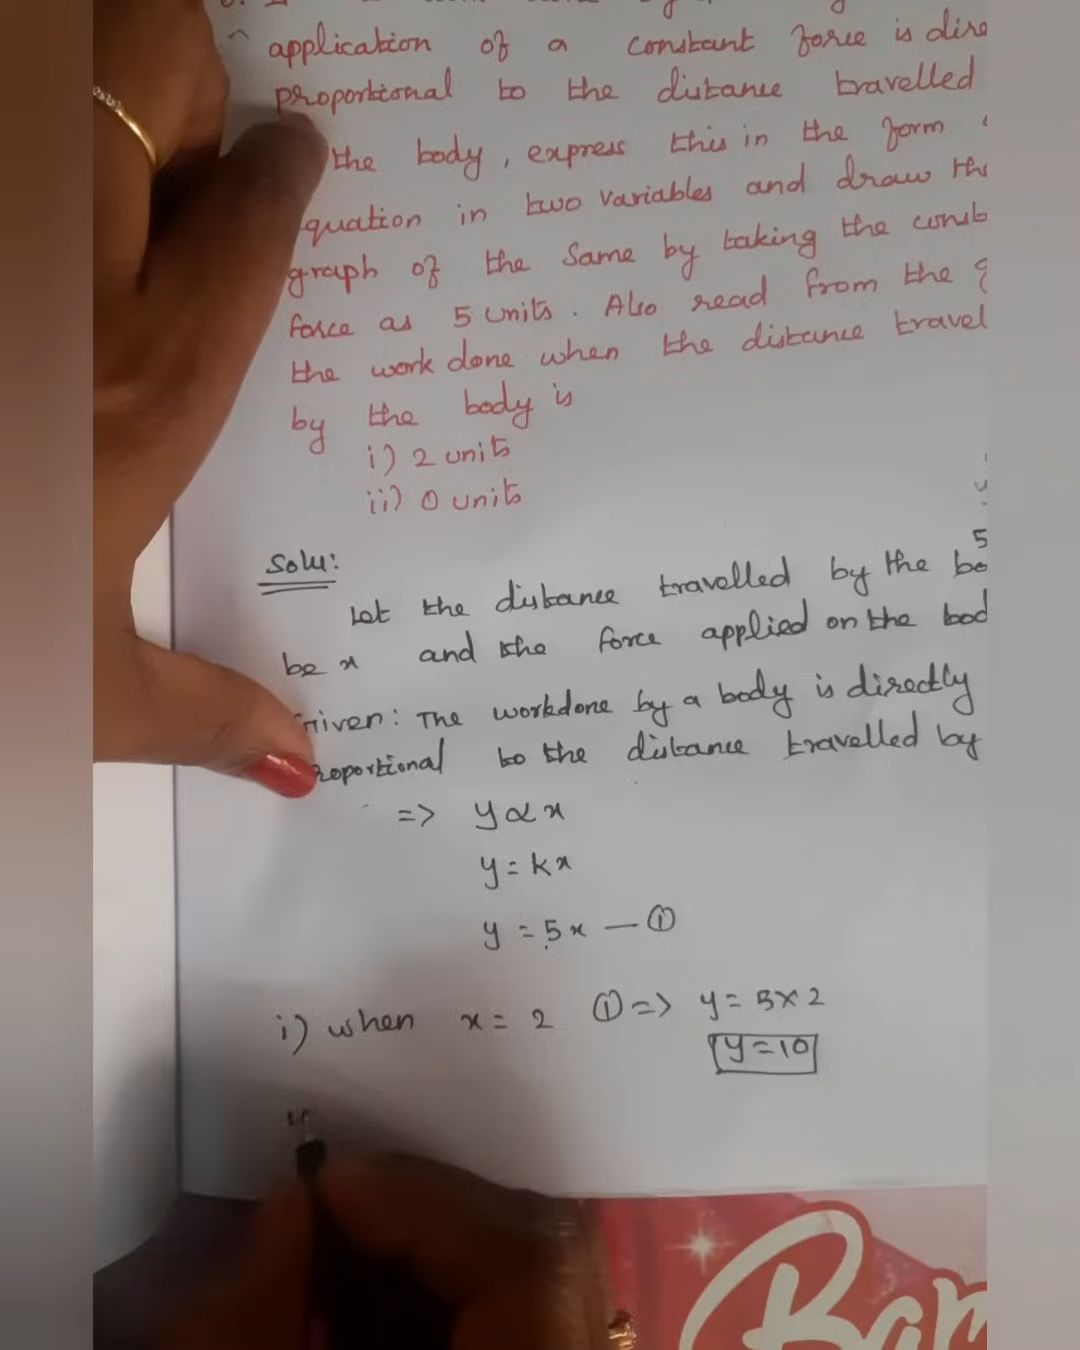 application of a constant force is dire
proportional to the distance travelled
the body, express this in the form
quation in two variables and draw the
graph of the same by taking the const
force as 5 units. Also read from the g
the work done when the distance travel
by the body is
i) 2 units
ii) 0 units
y
5
Solu:
Let the distance travelled by the bo
be x and the force applied on the bod
Given: The workdone by a body is directly
roportional to the distance travelled by
=> y ∝ x
y = kx
y = 5x — ①
i) when x = 2 ① => y = 5×2
y = 10
Bar